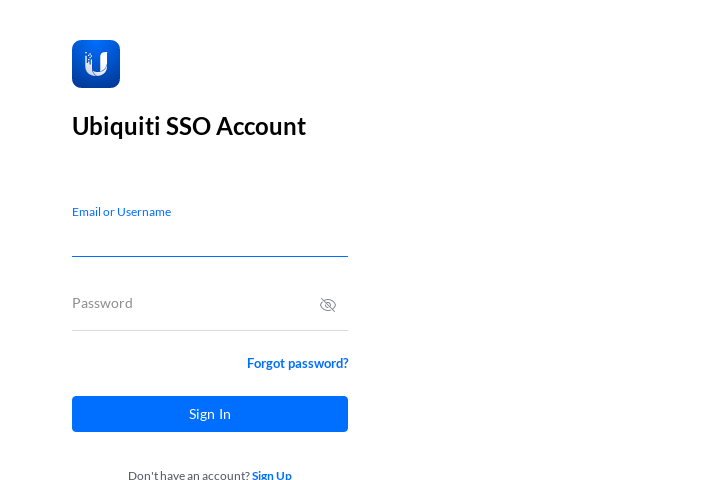 Ubiquiti SSO Account
Email or Username
Password
Forgot password?
Sign In
Don't have an account? Sign Up